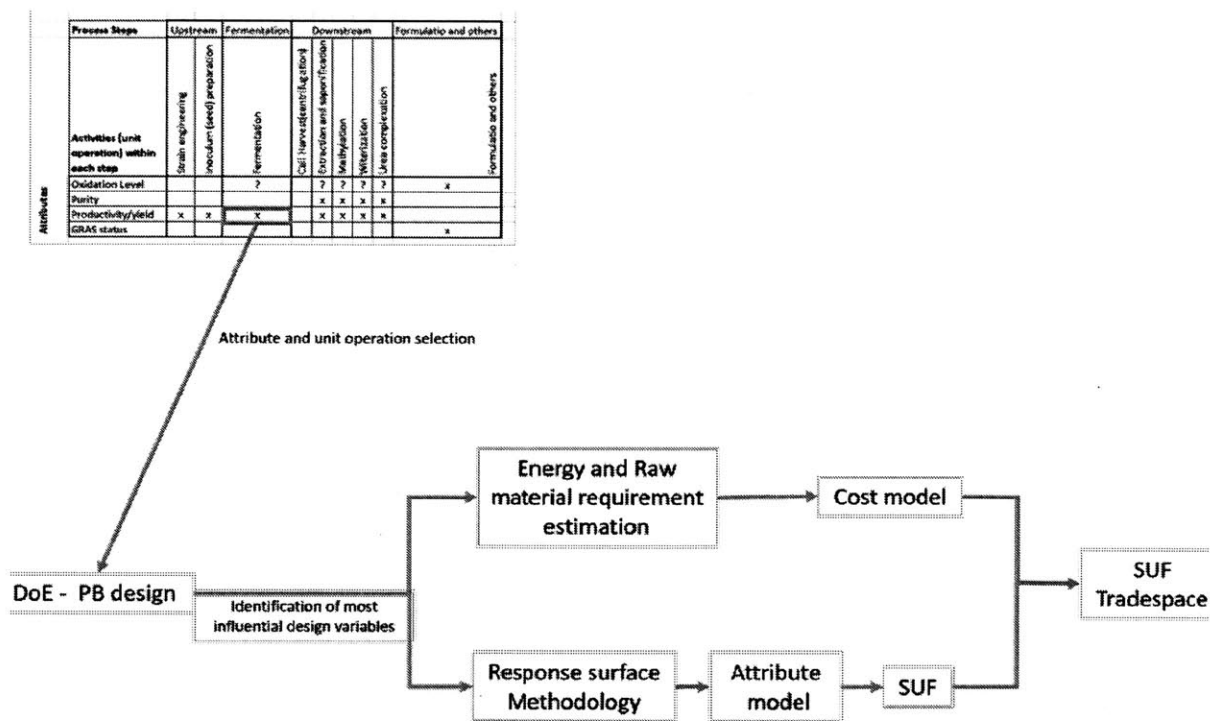 Process Steps Upstream Fermentation Downstream Formulatio and others
Activities (unit
operation) within
each step
Strain engineering
Inoculum (seed) preparation
Fermentation
Cell Harvest(centrifugation)
Extraction and saponification
Methylation
Witerization
Urea complexation
Formulatio and others
Attributes
Oxidation Level ? ? ? ? ? x
Purity x x x x
Productivity/yield x x x x x x x
GRAS status x
Attribute and unit operation selection
Energy and Raw
material requirement
estimation
Cost model
DoE - PB design
Identification of most
influential design variables
SUF
Tradespace
Response surface
Methodology
Attribute
model
SUF